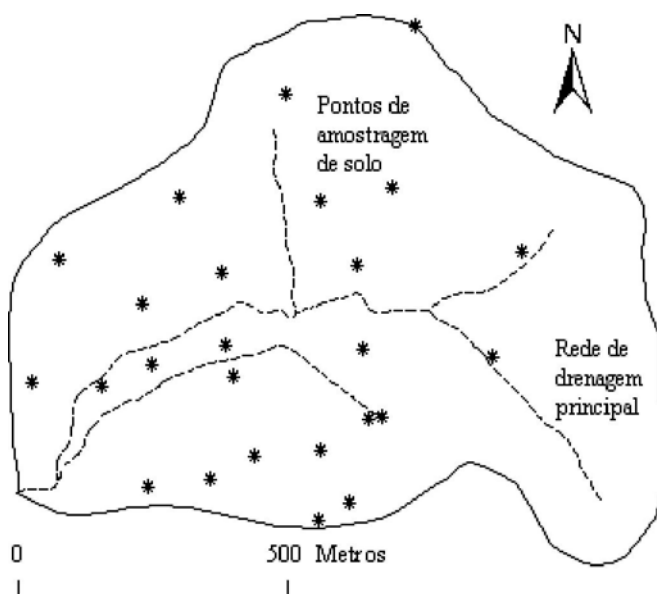 N
Pontos de
amostragem
de solo
Rede de
drenagem
principal
0 500 Metros